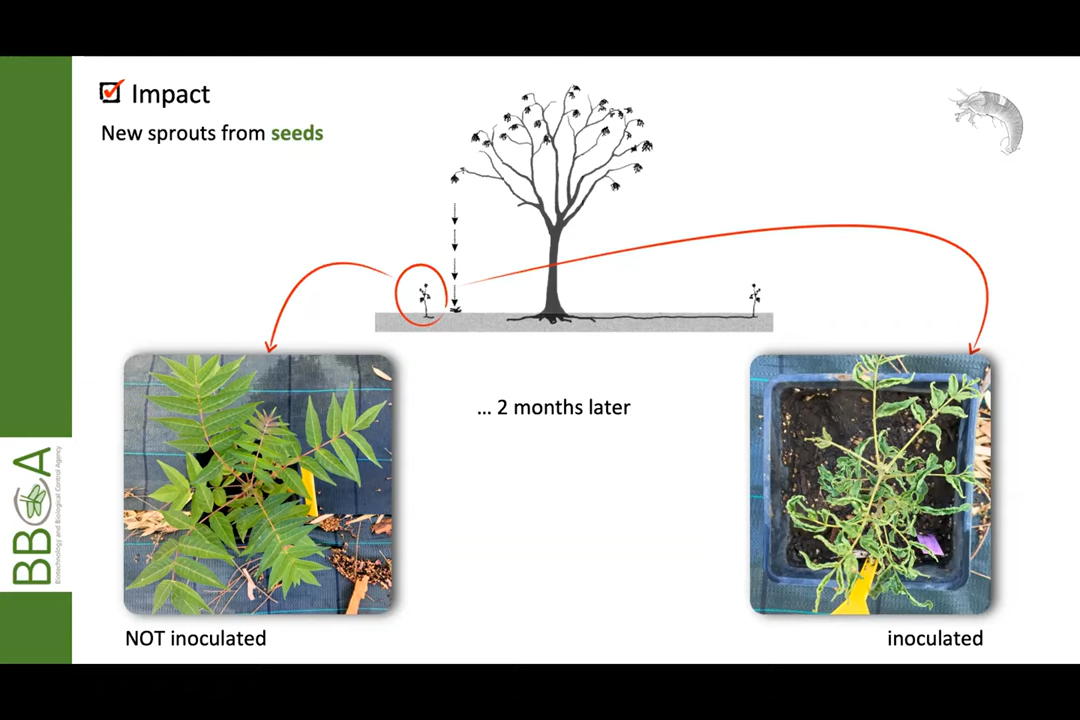 Impact
New sprouts from seeds
... 2 months later
NOT inoculated
inoculated
BBCA
Biotechnology and Biological Control Agency